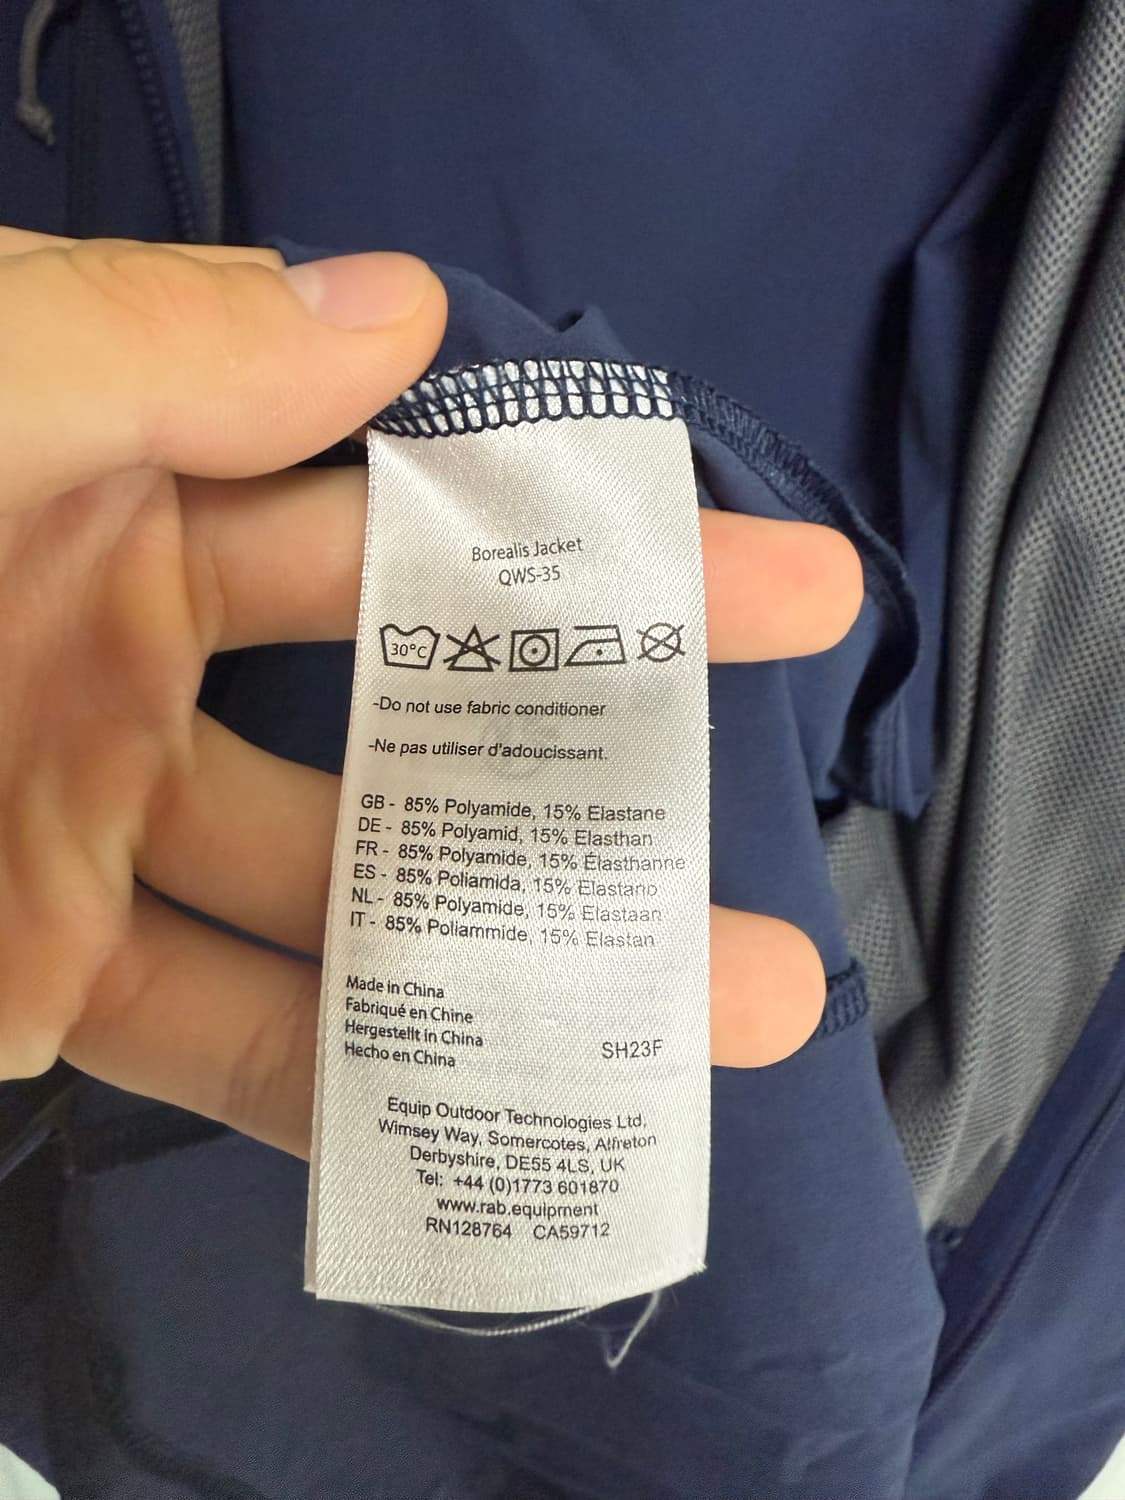 Borealis Jacket
QWS-35
30°C
-Do not use fabric conditioner
-Ne pas utiliser d'adoucissant.
GB - 85% Polyamide, 15% Elastane
DE - 85% Polyamid, 15% Elasthan
FR - 85% Polyamide, 15% Élasthanne
ES - 85% Poliamida, 15% Elastano
NL - 85% Polyamide, 15% Elastaan
IT - 85% Poliammide, 15% Elastan
Made in China
Fabriqué en Chine
Hergestellt in China
Hecho en China
SH23F
Equip Outdoor Technologies Ltd,
Wimsey Way, Somercotes, Alfreton
Derbyshire, DE55 4LS, UK
Tel: +44 (0)1773 601870
www.rab.equipment
RN128764 CA59712